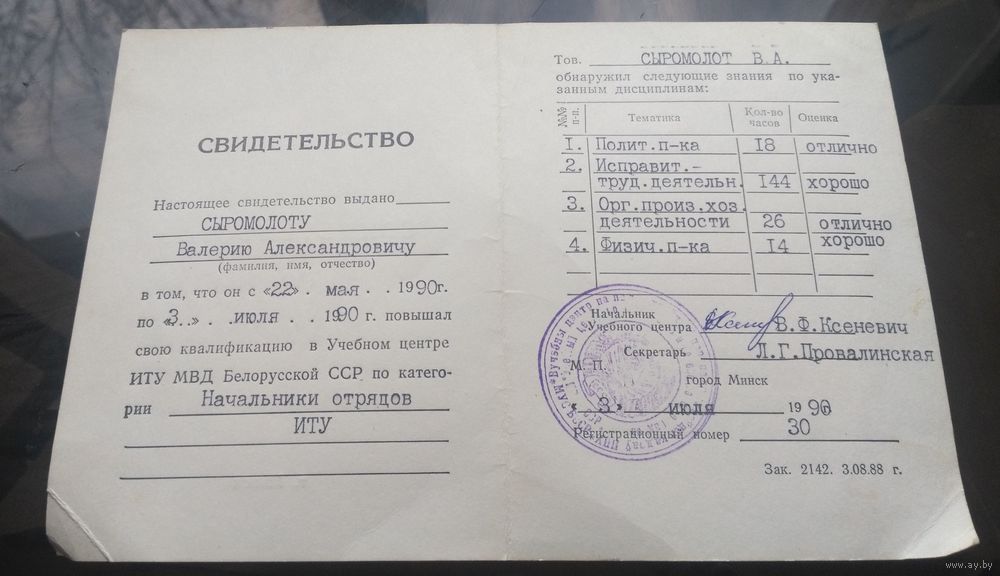 СВИДЕТЕЛЬСТВО
Настоящее свидетельство выдано
СЫРОМОЛОТУ
Валерию Александровичу
(фамилия, имя, отчество)
в том, что он с «22» . мая . . 1990г.
по «3..» . июля . . 1990 г. повышал
свою квалификацию в Учебном центре
ИТУ МВД Белорусской ССР по катего-
рии Начальники отрядов
ИТУ
Тов. СЫРОМОЛОТ В.А.
обнаружил следующие знания по ука-
занным дисциплинам:
№№ п-п. Тематика Кол-во часов Оценка
1. Полит.п-ка 18 отлично
2. Исправит.-
труд.деятельн. 144 хорошо
3. Орг.произ.хоз.
деятельности 26 отлично
4. Физич.п-ка 14 хорошо
Начальник
Учебного центра В.Ф.Ксеневич
Секретарь Л.Г.Провалинская
М. П.
город Минск
«3» июля 1990
Регистрационный номер 30
Зак. 2142. 3.08.88 г.
www.ay.by